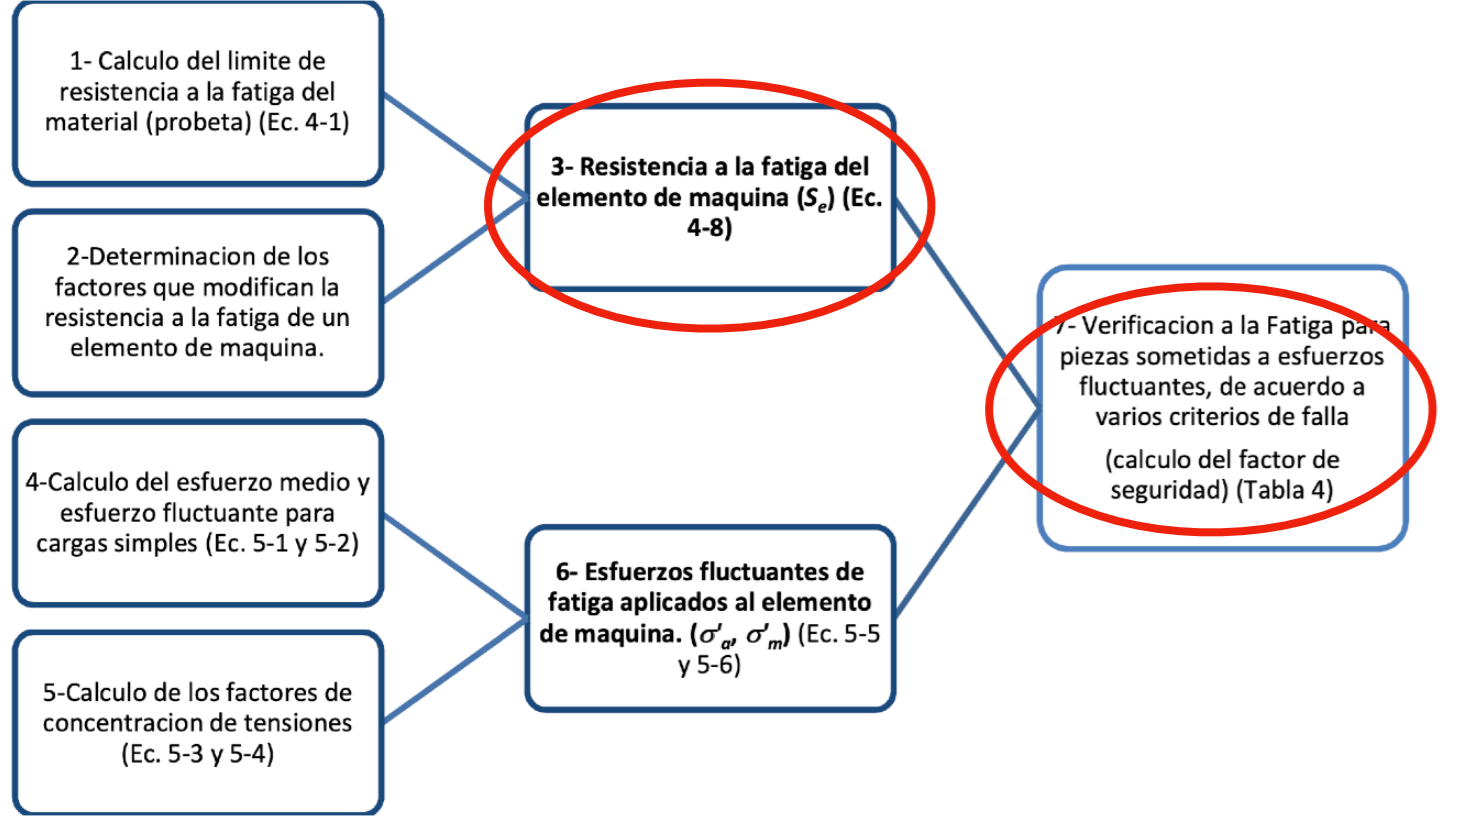 1- Calculo del limite de
resistencia a la fatiga del
material (probeta) (Ec. 4-1)
2-Determinacion de los
factores que modifican la
resistencia a la fatiga de un
elemento de maquina.
3- Resistencia a la fatiga del
elemento de maquina (Se) (Ec.
4-8)
4-Calculo del esfuerzo medio y
esfuerzo fluctuante para
cargas simples (Ec. 5-1 y 5-2)
5-Calculo de los factores de
concentracion de tensiones
(Ec. 5-3 y 5-4)
6- Esfuerzos fluctuantes de
fatiga aplicados al elemento
de maquina. (σ'a, σ'm) (Ec. 5-5
y 5-6)
7- Verificacion a la Fatiga para
piezas sometidas a esfuerzos
fluctuantes, de acuerdo a
varios criterios de falla
(calculo del factor de
seguridad) (Tabla 4)